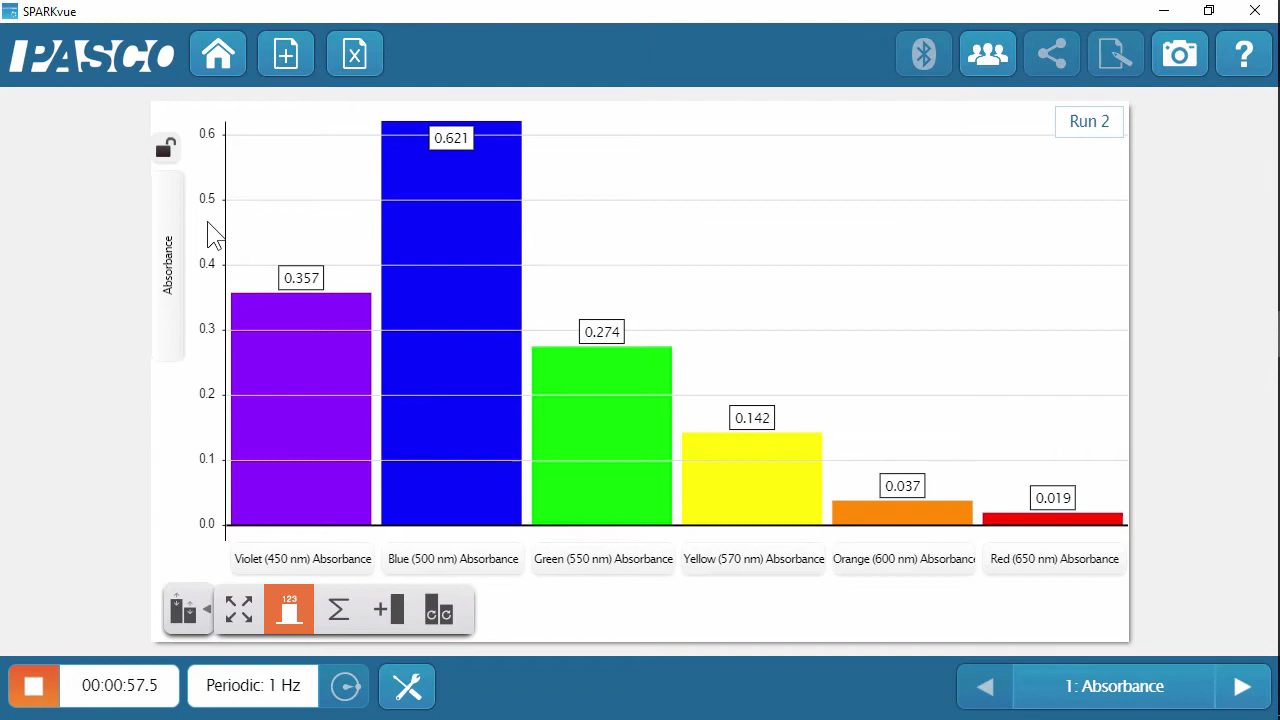 SPARKvue
PASCO
Run 2
Absorbance
0.6
0.5
0.4
0.3
0.2
0.1
0.0
0.357
0.621
0.274
0.142
0.037
0.019
Violet (450 nm) Absorbance
Blue (500 nm) Absorbance
Green (550 nm) Absorbance
Yellow (570 nm) Absorbance
Orange (600 nm) Absorbanc
Red (650 nm) Absorbance
123
00:00:57.5
Periodic: 1 Hz
1: Absorbance